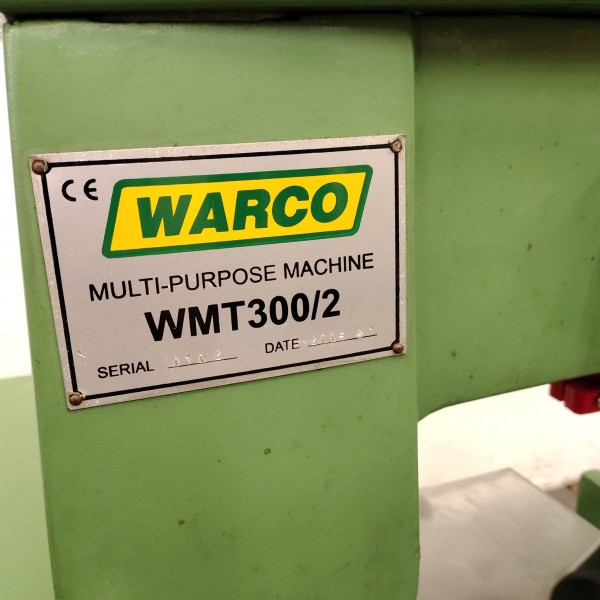 CE
WARCO
MULTI-PURPOSE MACHINE
WMT300/2
SERIAL DATE